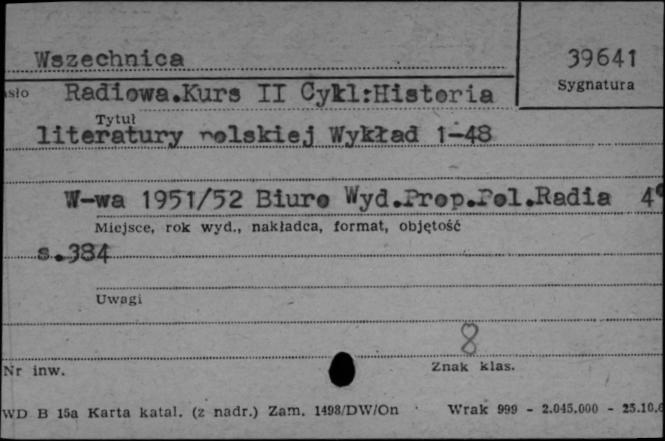 Wszechnica
39641
Sygnatura
Radiowa.Kurs II Cykl:Historia
Tytuł
literatury polskiej Wykład 1-48
W-wa 1951/52 Biuro Wyd.Prop.Pol.Radia 4°
Miejsce, rok wyd., nakładca, format, objętość
s.384
Uwagi
8
Nr inw.
Znak klas.
WD B 15a Karta katal. (z nadr.) Zam. 1498/DW/On Wrak 999 - 2.045.000 - 25.10.